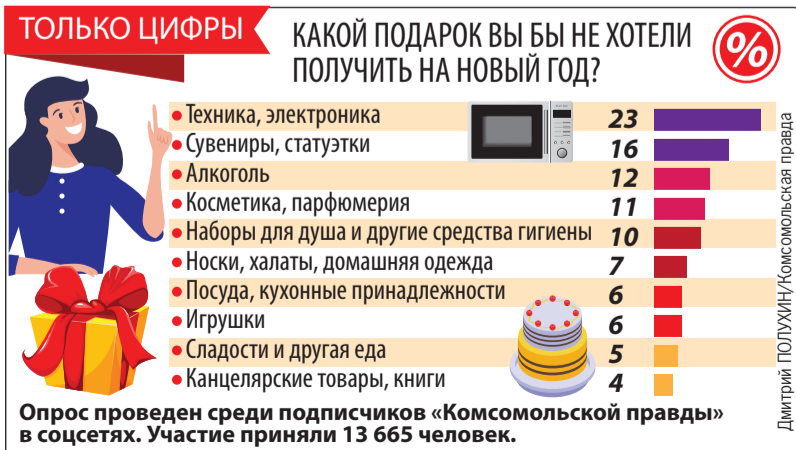 ТОЛЬКО ЦИФРЫ
КАКОЙ ПОДАРОК ВЫ БЫ НЕ ХОТЕЛИ
ПОЛУЧИТЬ НА НОВЫЙ ГОД?
%
• Техника, электроника 23
• Сувениры, статуэтки 16
• Алкоголь 12
• Косметика, парфюмерия 11
• Наборы для душа и другие средства гигиены 10
• Носки, халаты, домашняя одежда 7
• Посуда, кухонные принадлежности 6
• Игрушки 6
• Сладости и другая еда 5
• Канцелярские товары, книги 4
Опрос проведен среди подписчиков «Комсомольской правды»
в соцсетях. Участие приняли 13 665 человек.
Дмитрий ПОЛУХИН/Комсомольская правда